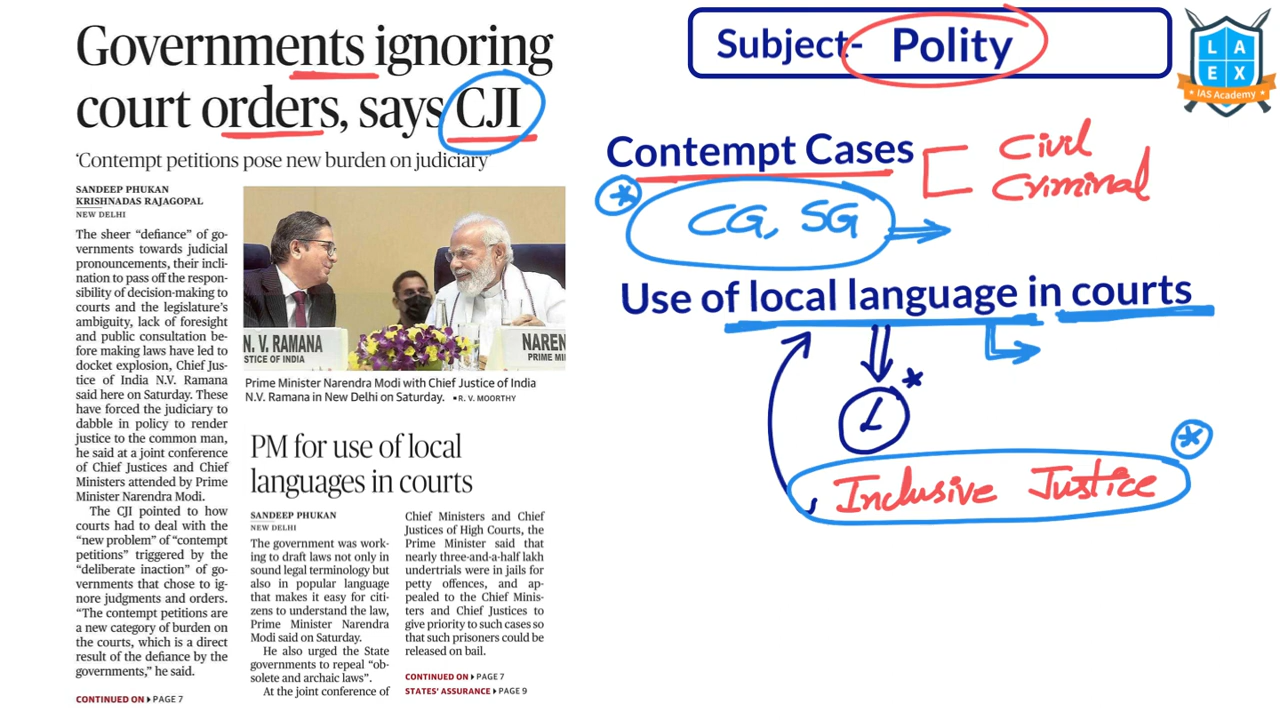 Governments ignoring
court orders, says CJI
'Contempt petitions pose new burden on judiciary'
SANDEEP PHUKAN
KRISHNADAS RAJAGOPAL
NEW DELHI
The sheer "defiance" of go-
vernments towards judicial
pronouncements, their incli-
nation to pass off the respon-
sibility of decision-making to
courts and the legislature's
ambiguity, lack of foresight
and public consultation be-
fore making laws have led to
docket explosion, Chief Jus-
tice of India N.V. Ramana
said here on Saturday. These
have forced the judiciary to
dabble in policy to render
justice to the common man,
he said at a joint conference
of Chief Justices and Chief
Ministers attended by Prime
Minister Narendra Modi.
The CJI pointed to how
courts had to deal with the
"new problem" of "contempt
petitions" triggered by the
"deliberate inaction" of go-
vernments that chose to ig-
nore judgments and orders.
"The contempt petitions are
a new category of burden on
the courts, which is a direct
result of the defiance by the
governments," he said.
CONTINUED ON ▶ PAGE 7
N. V. RAMANA
STICE OF INDIA
NAREN
PRIME MI
Prime Minister Narendra Modi with Chief Justice of India
N.V. Ramana in New Delhi on Saturday. ▪ R. V. MOORTHY
PM for use of local
languages in courts
SANDEEP PHUKAN
NEW DELHI
The government was work-
ing to draft laws not only in
sound legal terminology but
also in popular language
that makes it easy for citi-
zens to understand the law,
Prime Minister Narendra
Modi said on Saturday.
He also urged the State
governments to repeal "ob-
solete and archaic laws".
At the joint conference of
Chief Ministers and Chief
Justices of High Courts, the
Prime Minister said that
nearly three-and-a-half lakh
undertrials were in jails for
petty offences, and ap-
pealed to the Chief Minis-
ters and Chief Justices to
give priority to such cases so
that such prisoners could be
released on bail.
CONTINUED ON ▶ PAGE 7
STATES' ASSURANCE ▶ PAGE 9
Subject- Polity
L A
E X
IAS Academy
Contempt Cases
Civil
Criminal
CG, SG
Use of local language in courts
L
Inclusive Justice